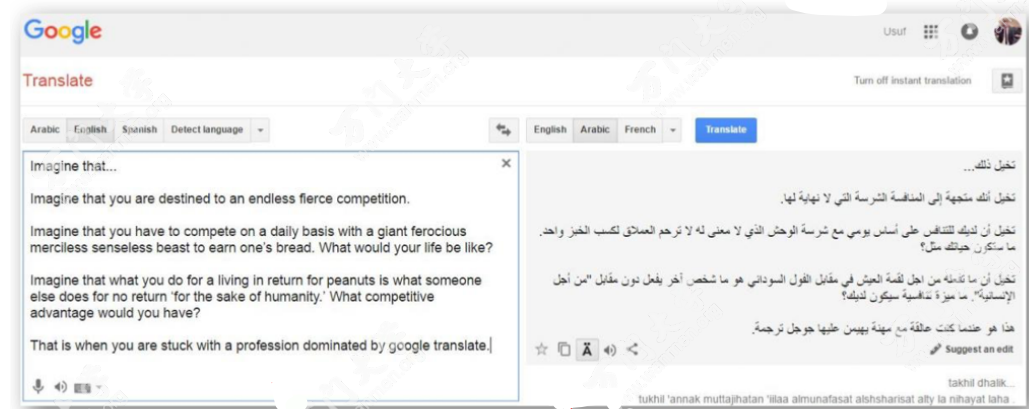 Google
Usuf
Translate
Turn off instant translation
Arabic English Spanish Detect language
English Arabic French Translate
Imagine that...
Imagine that you are destined to an endless fierce competition.
Imagine that you have to compete on a daily basis with a giant ferocious
merciless senseless beast to earn one's bread. What would your life be like?
Imagine that what you do for a living in return for peanuts is what someone
else does for no return 'for the sake of humanity.' What competitive
advantage would you have?
That is when you are stuck with a profession dominated by google translate.
تخيل ذلك...
تخيل أنك متجهة إلى المنافسة الشرسة التي لا نهاية لها.
تخيل أن لديك للتنافس على أساس يومي مع شرسة الوحش الذي لا معنى له لا ترحم العملاق لكسب الخبز واحد.
ما ستكون حياتك مثل؟
تخيل أن ما تفعله من اجل لقمة العيش في مقابل الفول السوداني هو ما شخص آخر يفعل دون مقابل "من أجل
الإنسانية". ما ميزة تنافسية سيكون لديك؟
هذا هو عندما كنت عالقة مع مهنة يهيمن عليها جوجل ترجمة.
Ä
Suggest an edit
takhil dhalik...
tukhil 'annak muttajihatan 'iilaa almunafasat alshsharisat alty la nihayat laha .